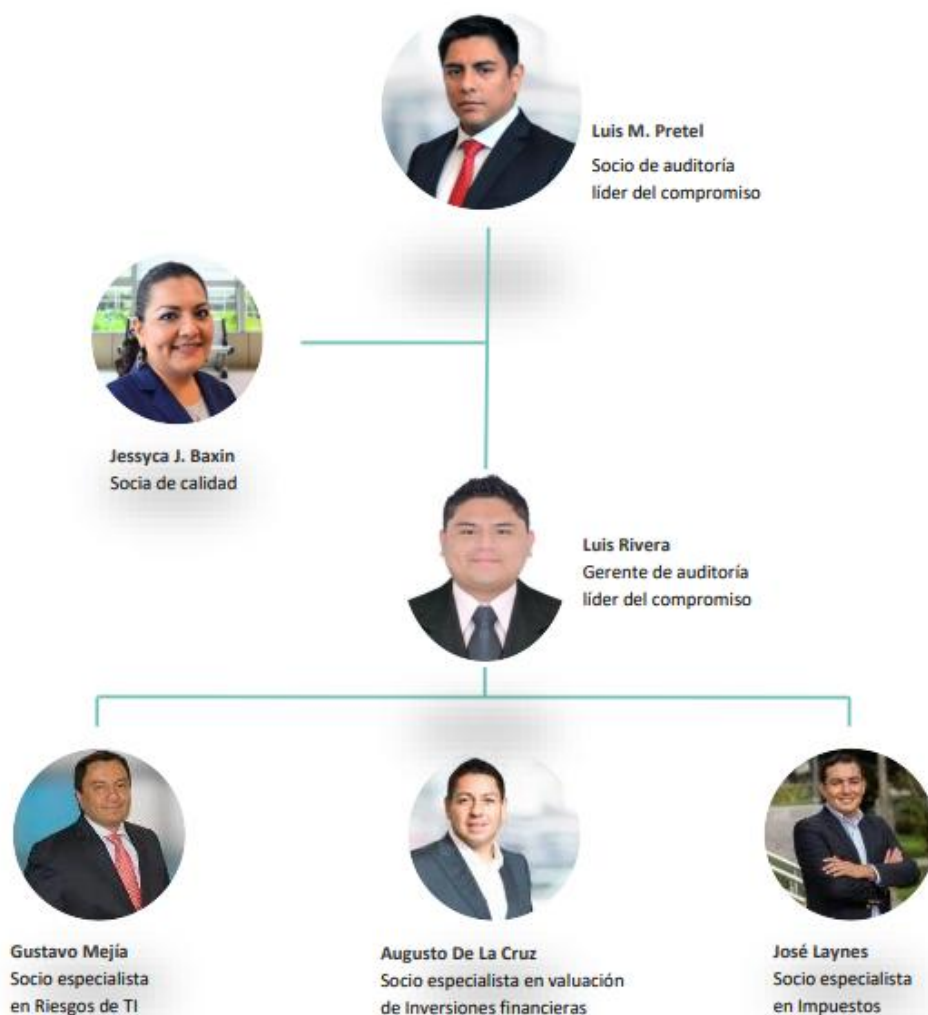 Luis M. Pretel
Socio de auditoría
líder del compromiso
Jessyca J. Baxin
Socia de calidad
Luis Rivera
Gerente de auditoría
líder del compromiso
Gustavo Mejía
Socio especialista
en Riesgos de TI
Augusto De La Cruz
Socio especialista en valuación
de Inversiones financieras
José Laynes
Socio especialista
en Impuestos